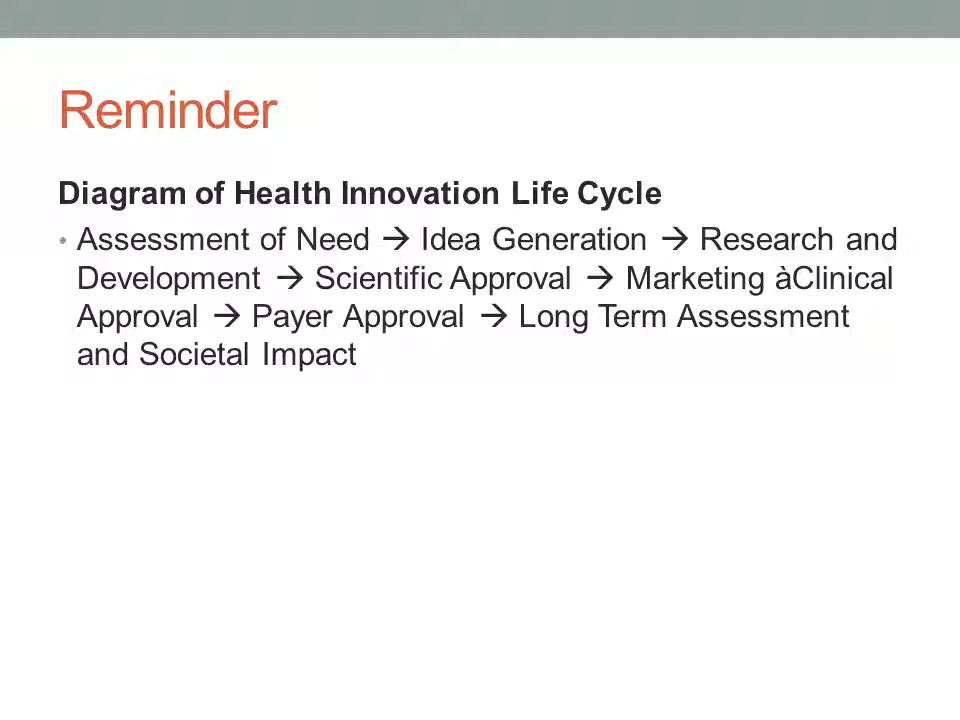 Reminder
Diagram of Health Innovation Life Cycle
• Assessment of Need → Idea Generation → Research and
Development → Scientific Approval → Marketing àClinical
Approval → Payer Approval → Long Term Assessment
and Societal Impact